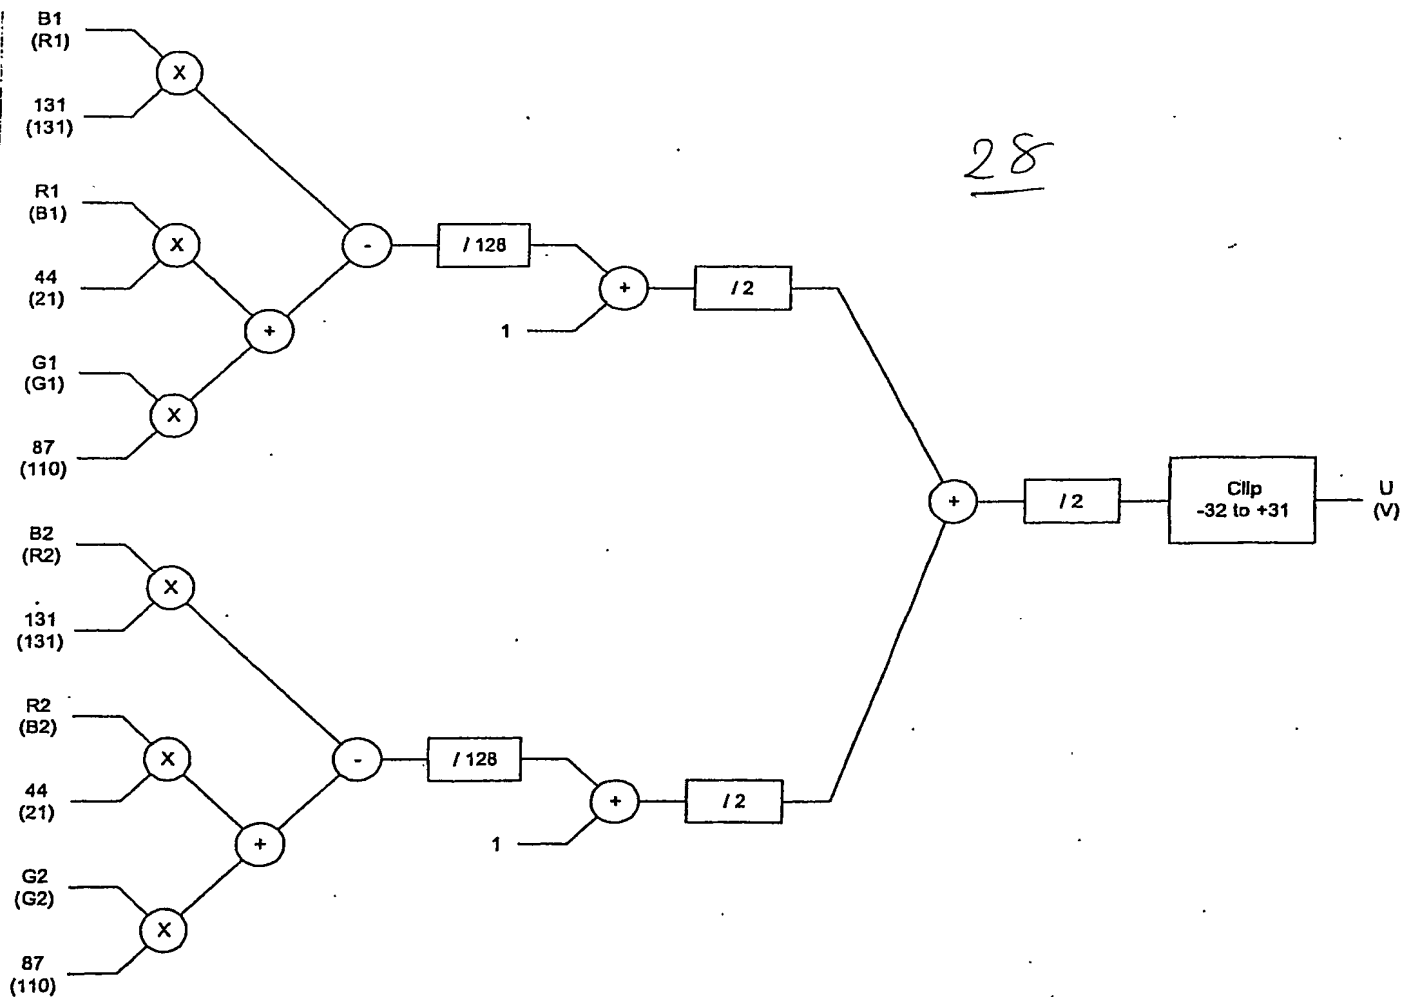 B1
(R1)
X
131
(131)
28
R1
(B1)
X
44
(21)
-
/ 128
+
/ 2
1
+
G1
(G1)
X
87
(110)
+
/ 2
Clip
-32 to +31
U
(V)
B2
(R2)
X
131
(131)
R2
(B2)
X
44
(21)
-
/ 128
+
/ 2
1
+
G2
(G2)
X
87
(110)